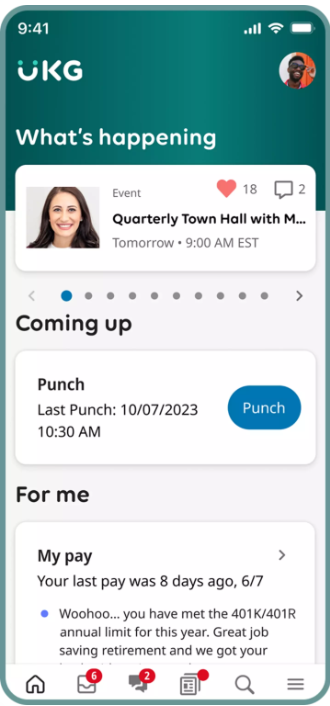 9:41
UKG
What's happening
Event
18
2
Quarterly Town Hall with M...
Tomorrow • 9:00 AM EST
Coming up
Punch
Last Punch: 10/07/2023
10:30 AM
Punch
For me
My pay
Your last pay was 8 days ago, 6/7
Woohoo... you have met the 401K/401R
annual limit for this year. Great job
saving retirement and we got your
6
2